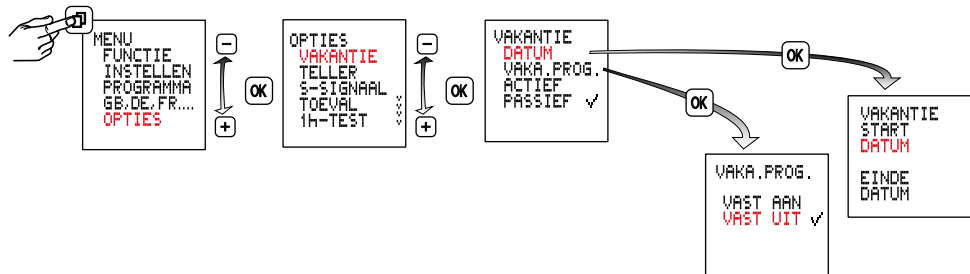 MENU
FUNCTIE
INSTELLEN
PROGRAMMA
GB,DE,FR....
OPTIES
−
OK
+
OPTIES
VAKANTIE
TELLER
S-SIGNAAL
TOEVAL
1h-TEST
−
OK
+
VAKANTIE
DATUM
VAKA.PROG.
ACTIEF
PASSIEF ✓
OK
OK
VAKA.PROG.
VAST AAN
VAST UIT ✓
VAKANTIE
START
DATUM
EINDE
DATUM